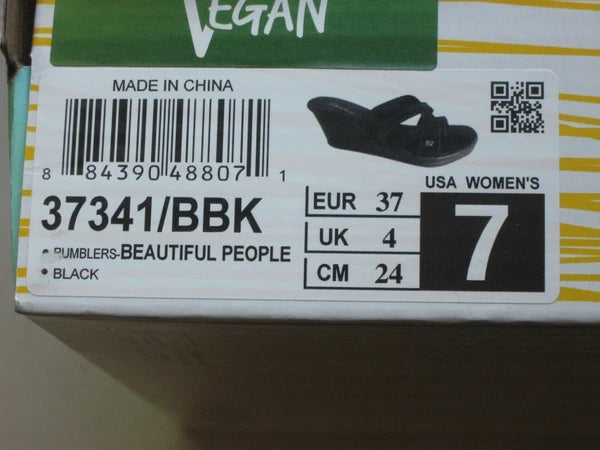 VEGAN
MADE IN CHINA
8 84390 48807 1
37341/BBK
• RUMBLERS-BEAUTIFUL PEOPLE
• BLACK
EUR 37
UK 4
CM 24
USA WOMEN'S
7